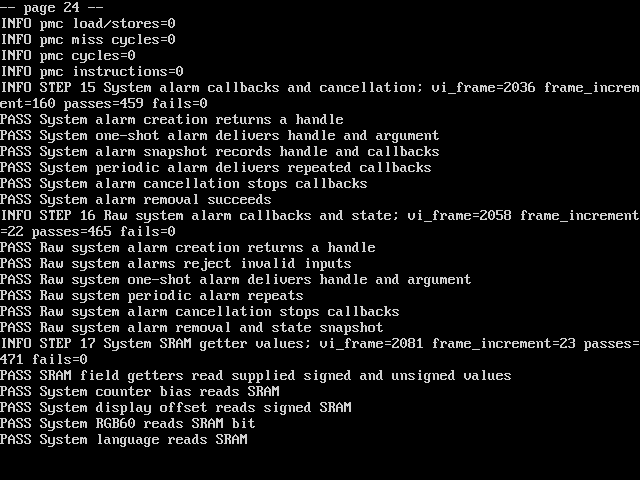 -- page 24 --
INFO pmc load/stores=0
INFO pmc miss cycles=0
INFO pmc cycles=0
INFO pmc instructions=0
INFO STEP 15 System alarm callbacks and cancellation; vi_frame=2036 frame_increm
ent=160 passes=459 fails=0
PASS System alarm creation returns a handle
PASS System one-shot alarm delivers handle and argument
PASS System alarm snapshot records handle and callbacks
PASS System periodic alarm delivers repeated callbacks
PASS System alarm cancellation stops callbacks
PASS System alarm removal succeeds
INFO STEP 16 Raw system alarm callbacks and state; vi_frame=2058 frame_increment
=22 passes=465 fails=0
PASS Raw system alarm creation returns a handle
PASS Raw system alarms reject invalid inputs
PASS Raw system one-shot alarm delivers handle and argument
PASS Raw system periodic alarm repeats
PASS Raw system alarm cancellation stops callbacks
PASS Raw system alarm removal and state snapshot
INFO STEP 17 System SRAM getter values; vi_frame=2081 frame_increment=23 passes=
471 fails=0
PASS SRAM field getters read supplied signed and unsigned values
PASS System counter bias reads SRAM
PASS System display offset reads signed SRAM
PASS System RGB60 reads SRAM bit
PASS System language reads SRAM